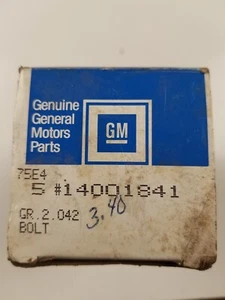 Genuine
General
Motors
Parts
GM
75E4
5 #14001841
GR.2.042
3.40
BOLT